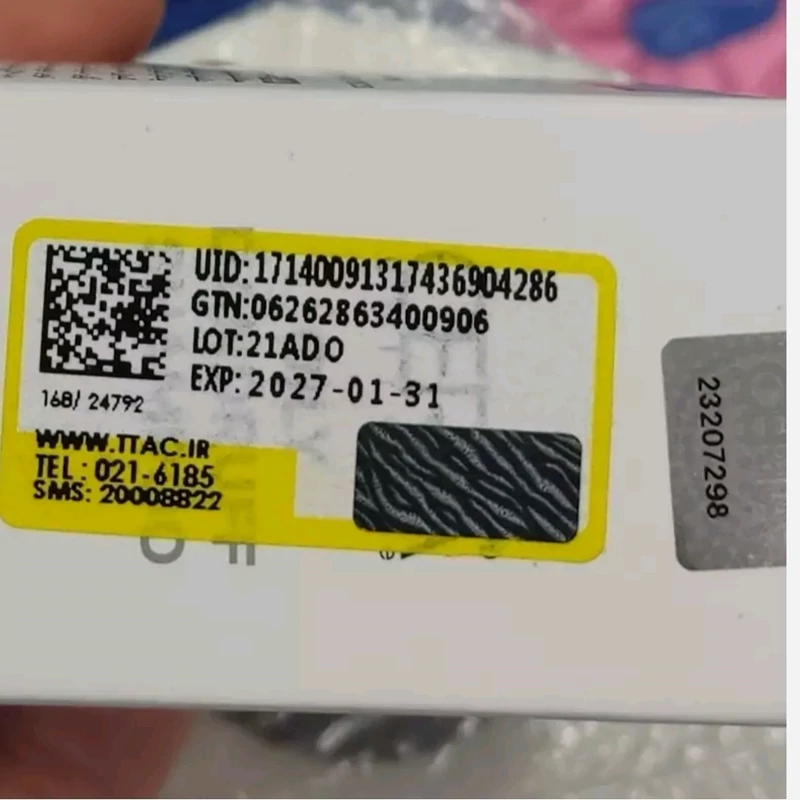 UID:17140091317436904286
GTN:06262863400906
LOT:21ADO
EXP:2027-01-31
168/ 24792
WWW.TTAC.IR
TEL : 021-6185
SMS: 20008822
23207298